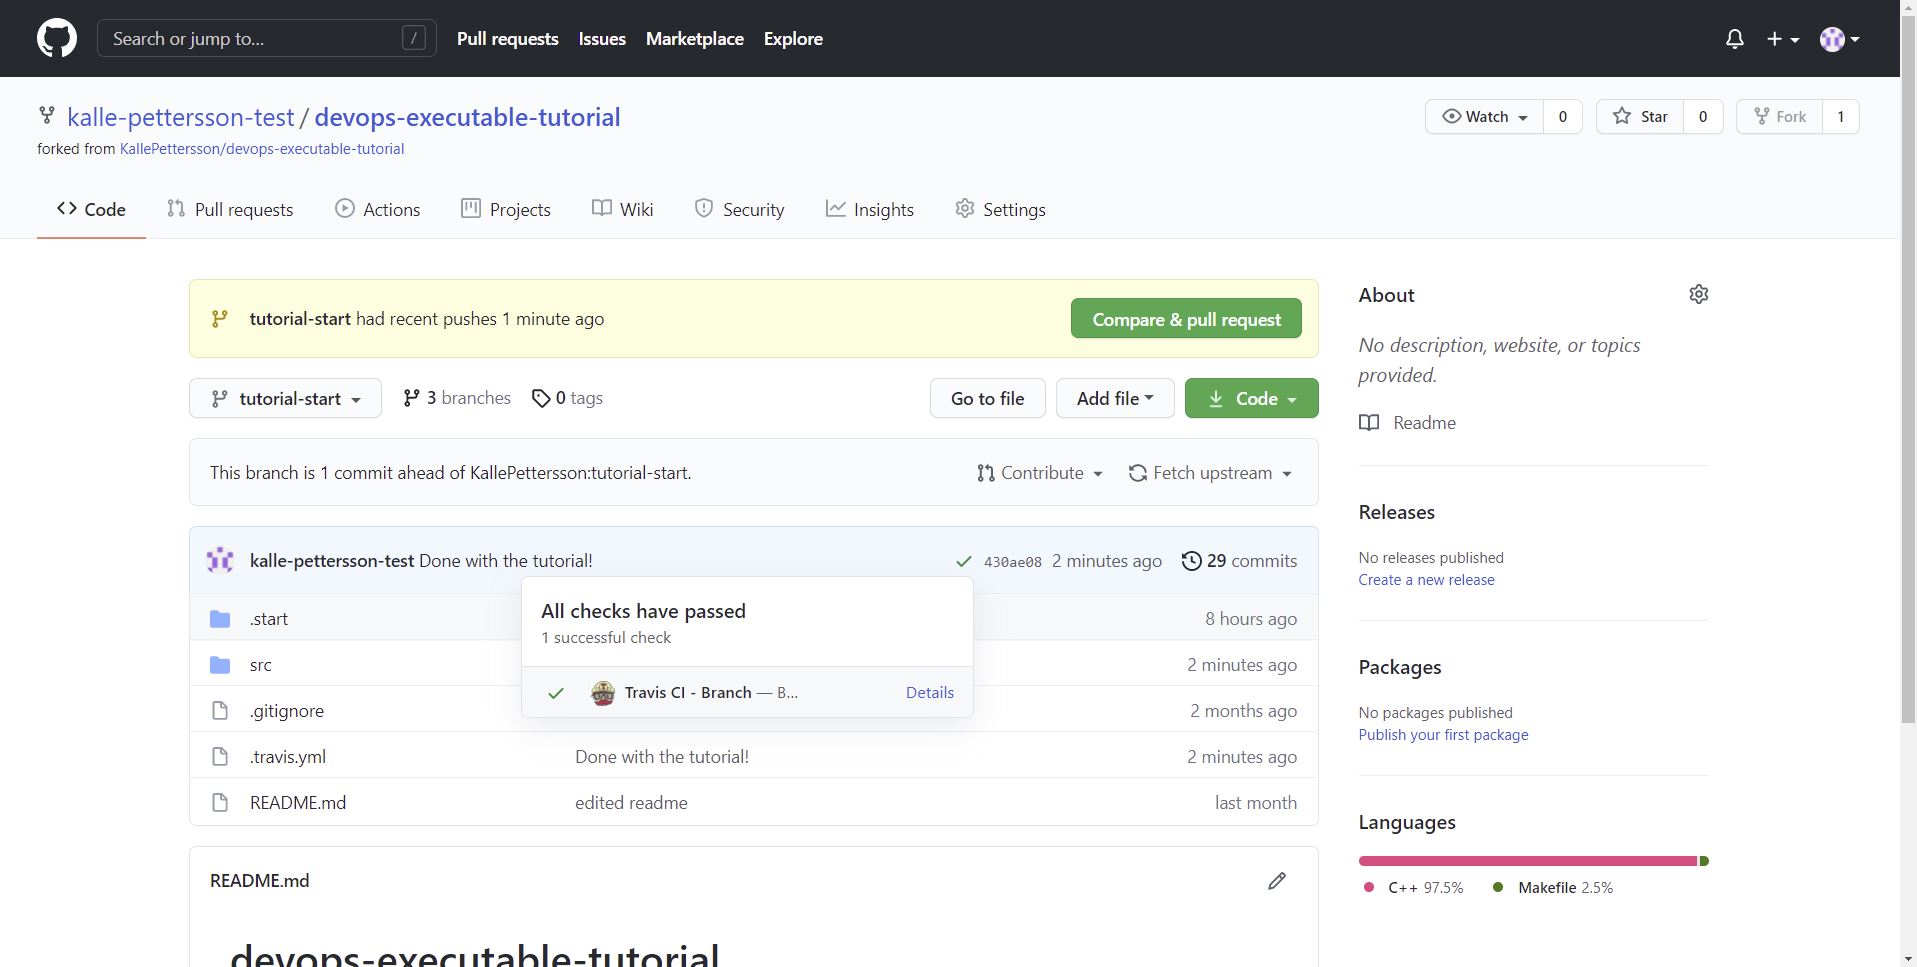 Search or jump to... / Pull requests Issues Marketplace Explore
kalle-pettersson-test / devops-executable-tutorial Watch 0 Star 0 Fork 1
forked from KallePettersson/devops-executable-tutorial
Code Pull requests Actions Projects Wiki Security Insights Settings
tutorial-start had recent pushes 1 minute ago Compare & pull request
tutorial-start 3 branches 0 tags Go to file Add file Code
This branch is 1 commit ahead of KallePettersson:tutorial-start. Contribute Fetch upstream
kalle-pettersson-test Done with the tutorial! 430ae08 2 minutes ago 29 commits
All checks have passed
1 successful check
Travis CI - Branch — B... Details
.start 8 hours ago
src 2 minutes ago
.gitignore 2 months ago
.travis.yml Done with the tutorial! 2 minutes ago
README.md edited readme last month
README.md
devops-executable-tutorial
About
No description, website, or topics
provided.
Readme
Releases
No releases published
Create a new release
Packages
No packages published
Publish your first package
Languages
C++ 97.5% Makefile 2.5%